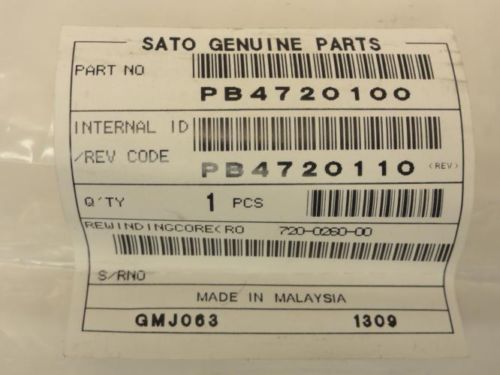 SATO GENUINE PARTS
PART NO
PB4720100
INTERNAL ID
/REV CODE
PB4720110 (REV)
Q'TY 1 PCS
REWINDINGCORE(RO 720-0260-00
S/RNO
MADE IN MALAYSIA
GMJ063 1309